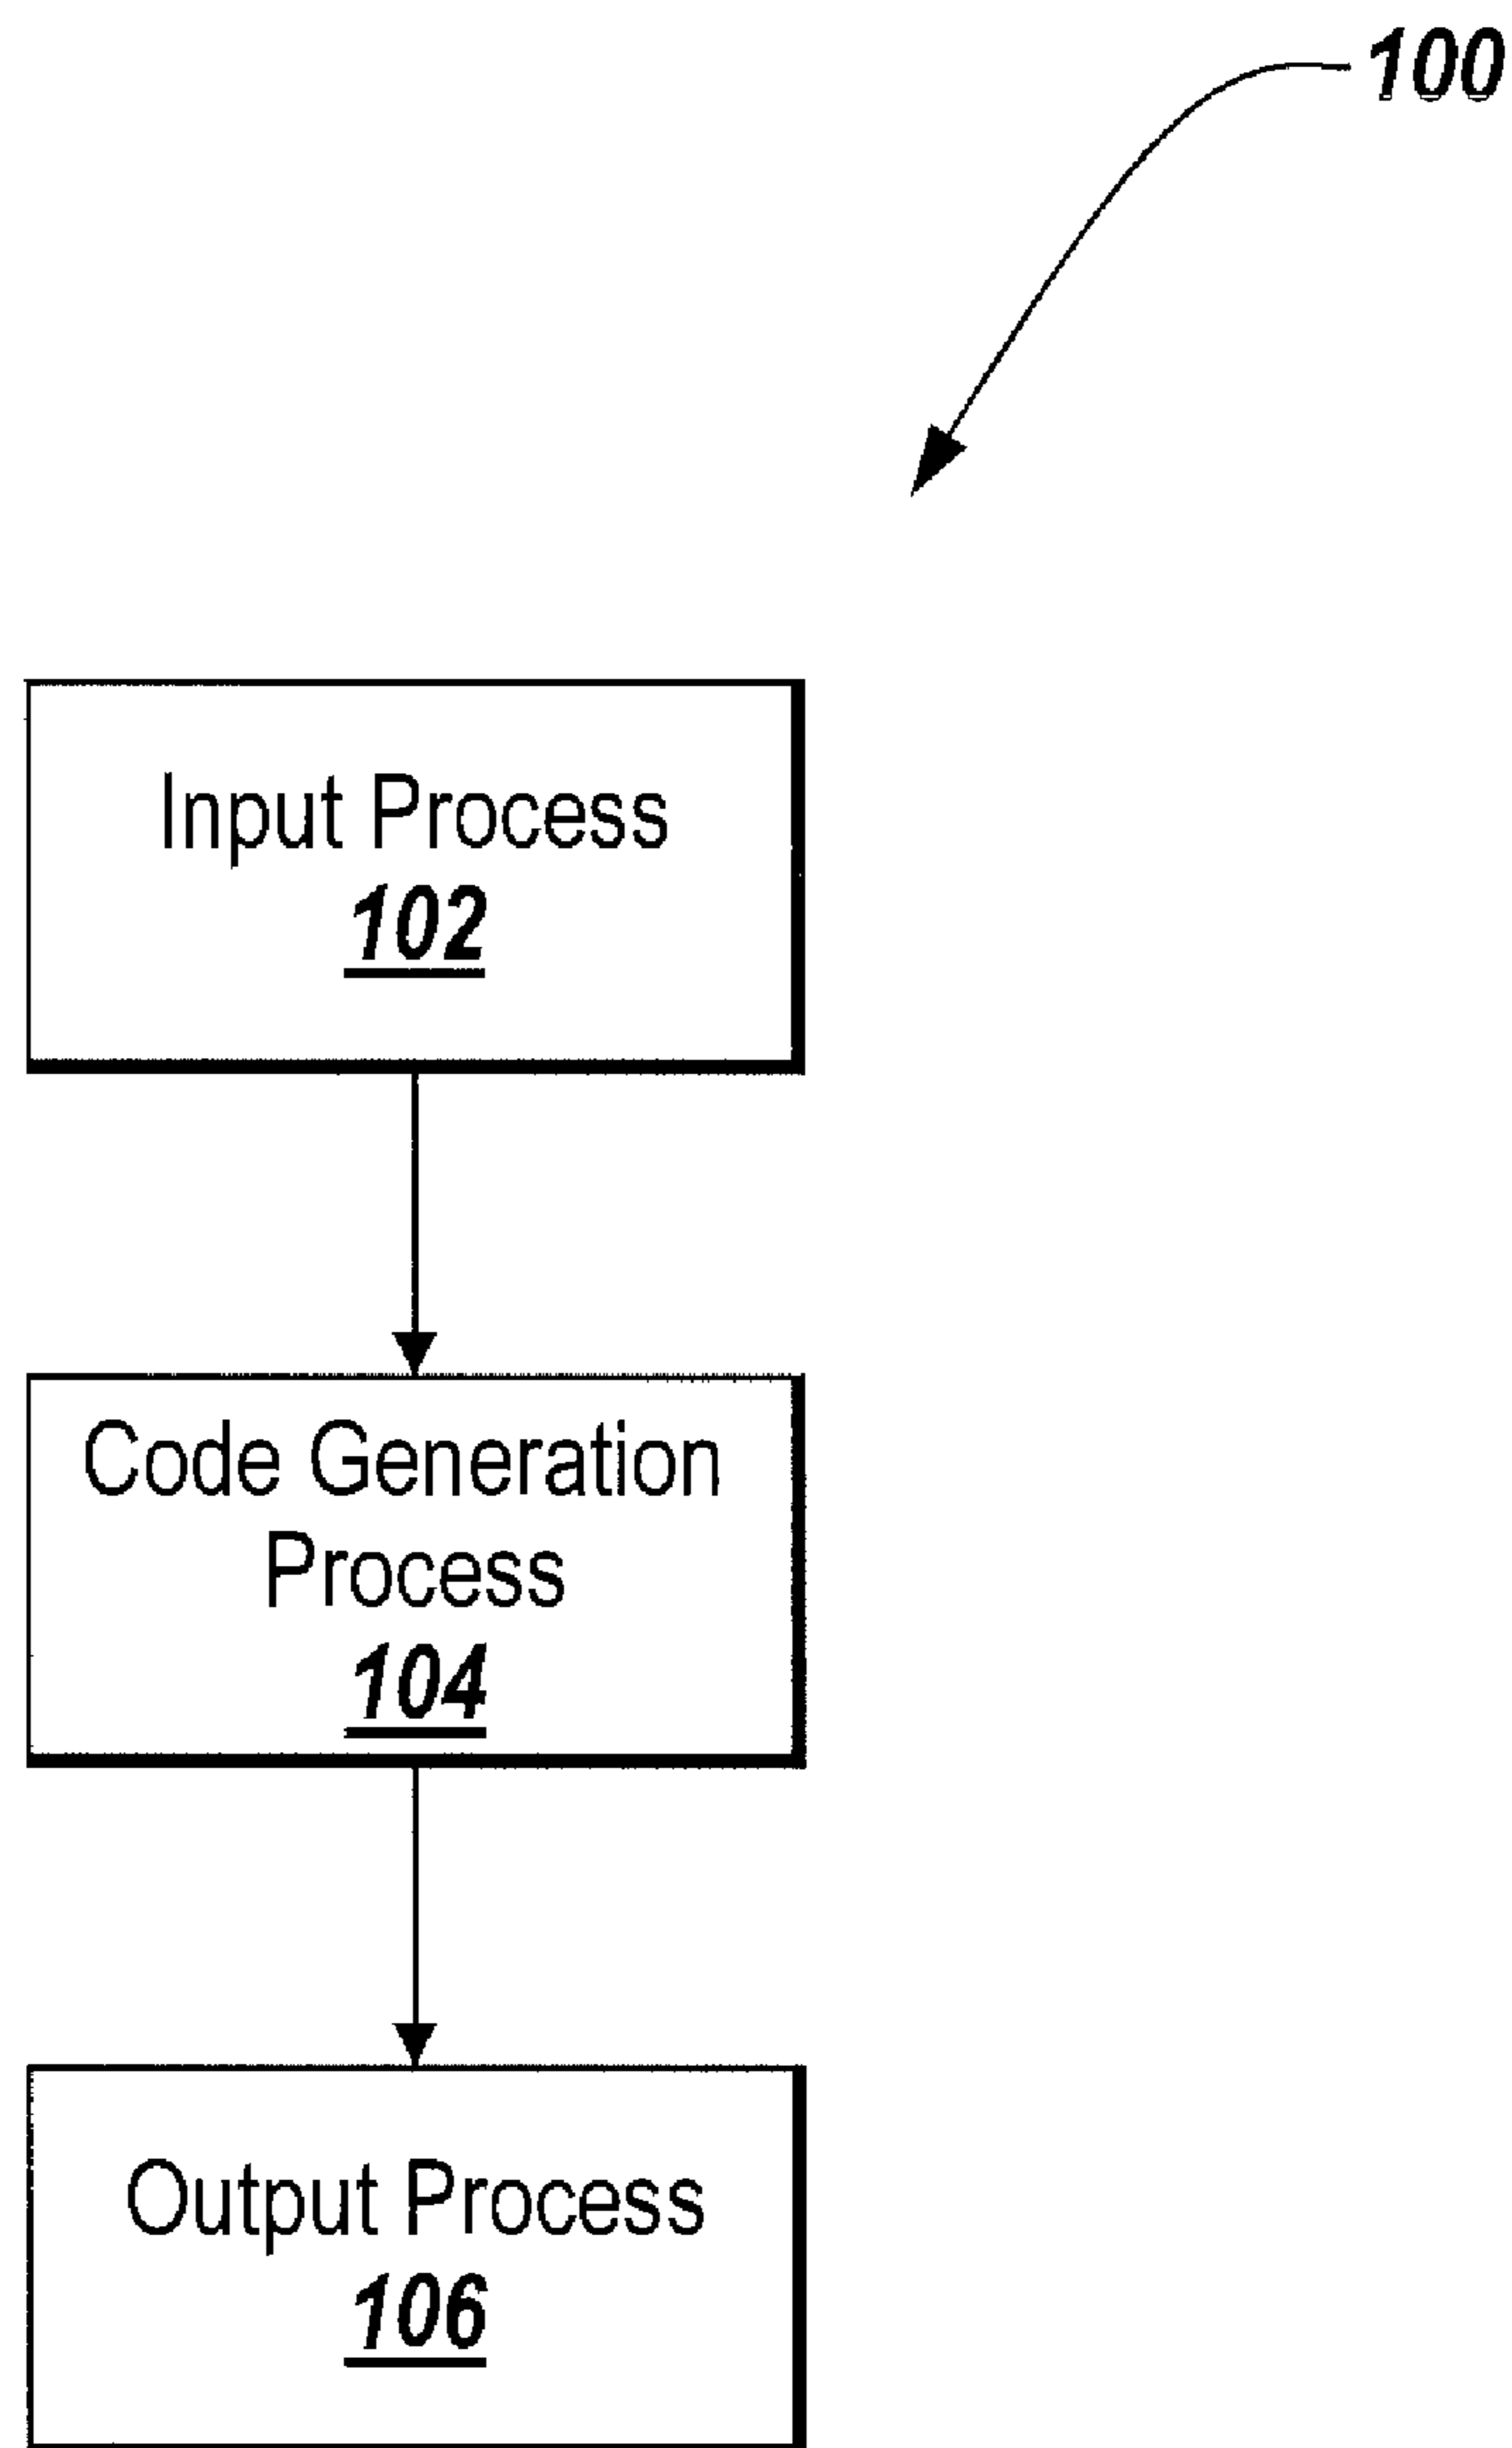 100
Input Process
102
Code Generation
Process
104
Output Process
106